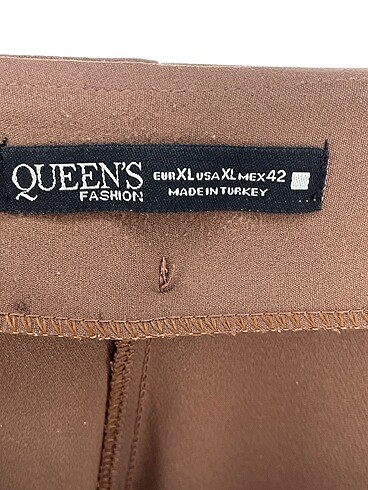 QUEEN'S
FASHION
EUR XL USA XL MEX 42
MADE IN TURKEY